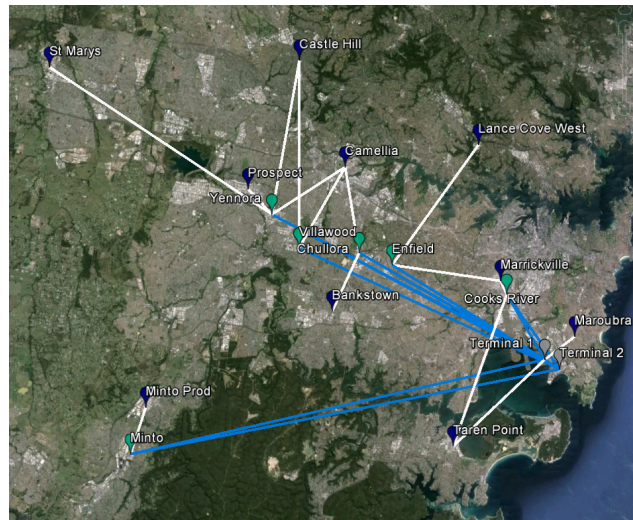 St Marys
Castle Hill
Lance Cove West
Camellia
Prospect
Yennora
Villawood
Chullora
Enfield
Marrickville
Bankstown
Cooks River
Maroubra
Terminal 1
Terminal 2
Minto Prod
Taren Point
Minto